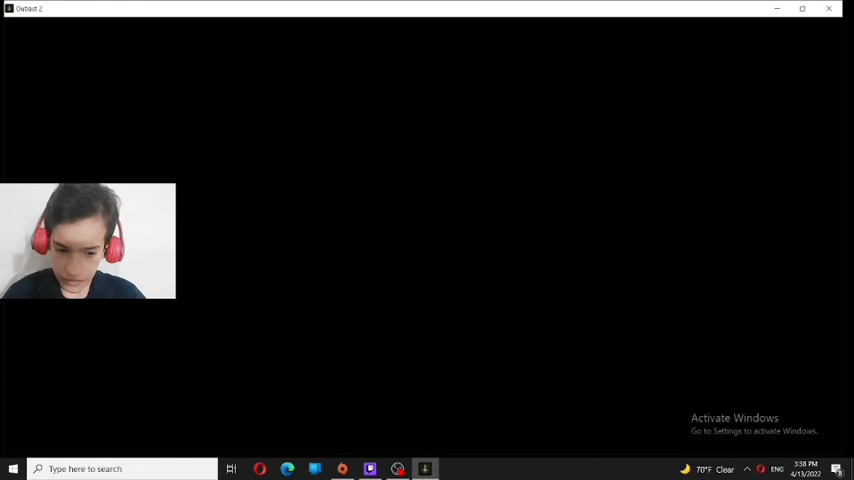 Outlast 2
Activate Windows
Go to Settings to activate Windows.
Type here to search
70°F Clear
ENG
3:38 PM
4/13/2022